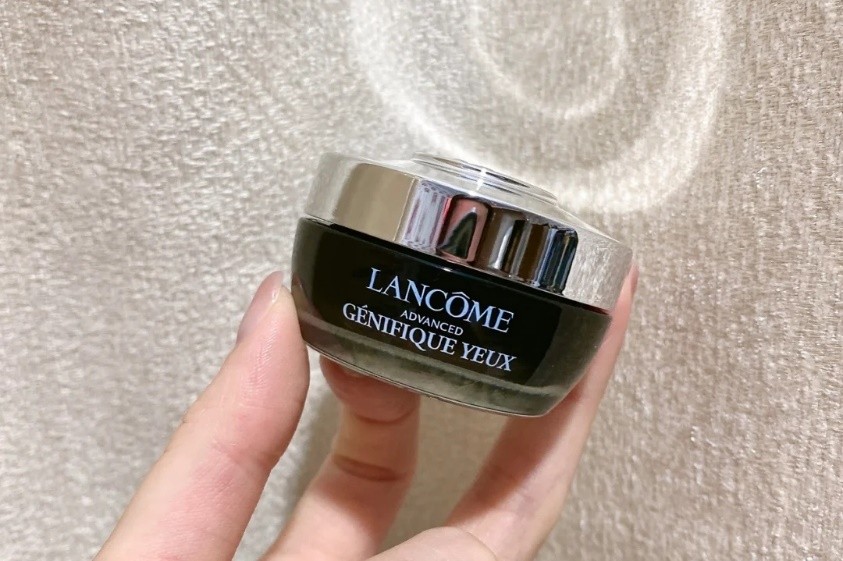 LANCÔME
ADVANCED
GÉNIFIQUE YEUX